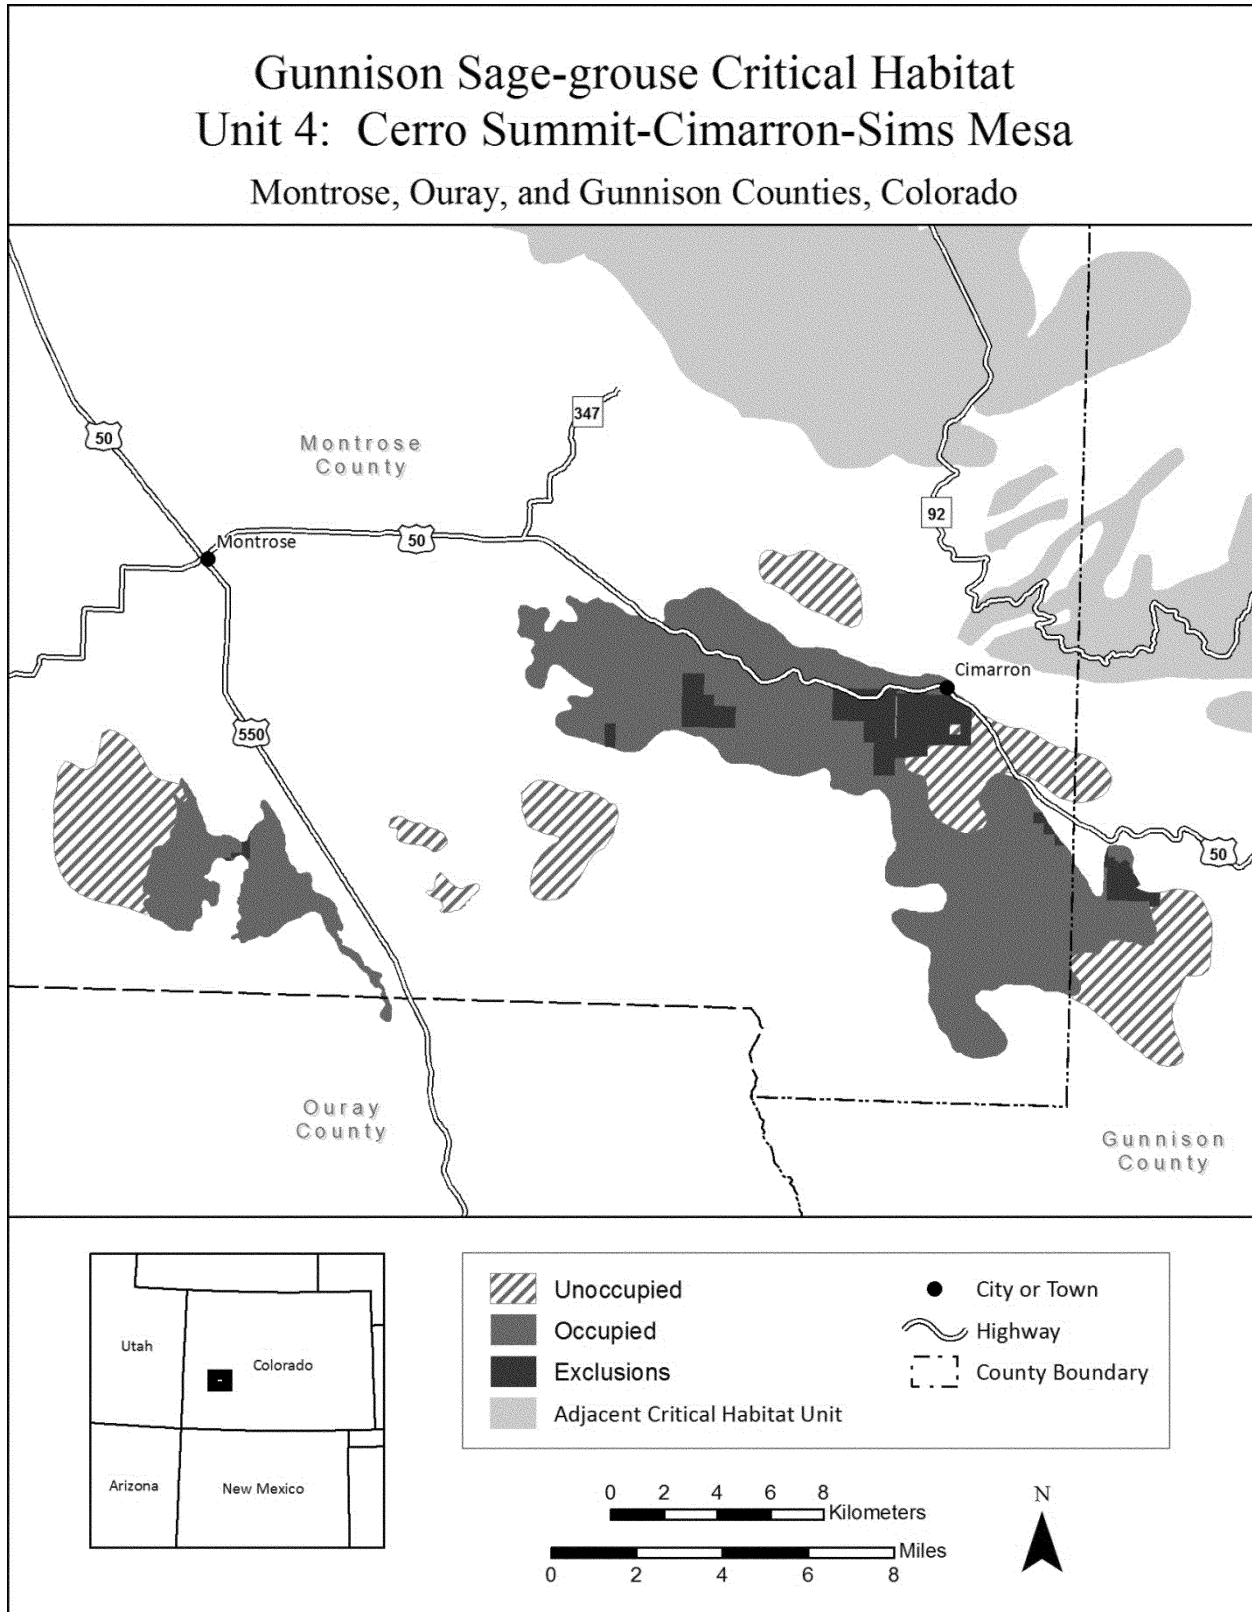 Gunnison Sage-grouse Critical Habitat
Unit 4: Cerro Summit-Cimarron-Sims Mesa
Montrose, Ouray, and Gunnison Counties, Colorado
347
50
Montrose
County
92
50
Montrose
Cimarron
550
50
Ouray
County
Gunnison
County
Utah
Colorado
Arizona
New Mexico
Unoccupied
Occupied
Exclusions
Adjacent Critical Habitat Unit
City or Town
Highway
County Boundary
0 2 4 6 8
Kilometers
Miles
0 2 4 6 8
N